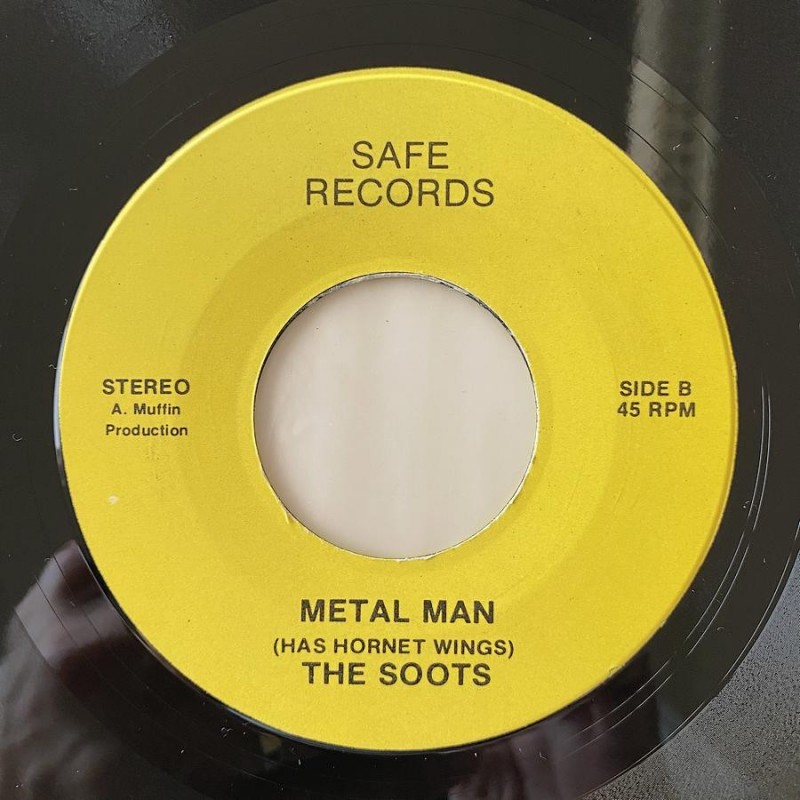 SAFE
RECORDS
STEREO
A. Muffin
Production
SIDE B
45 RPM
METAL MAN
(HAS HORNET WINGS)
THE SOOTS